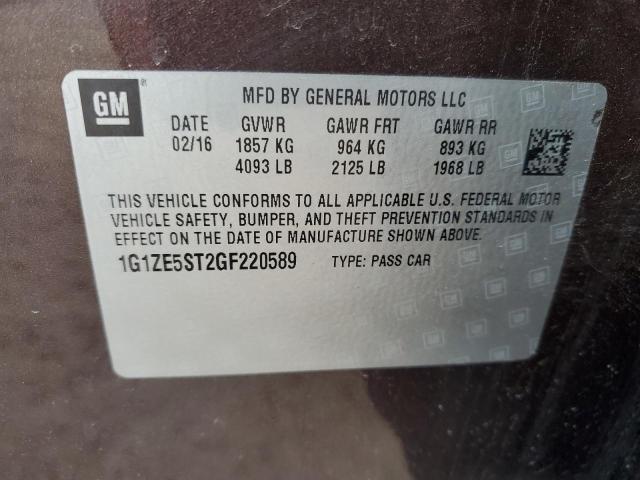 GM
MFD BY GENERAL MOTORS LLC
DATE GVWR GAWR FRT GAWR RR
02/16 1857 KG 964 KG 893 KG
4093 LB 2125 LB 1968 LB
THIS VEHICLE CONFORMS TO ALL APPLICABLE U.S. FEDERAL MOTOR
VEHICLE SAFETY, BUMPER, AND THEFT PREVENTION STANDARDS IN
EFFECT ON THE DATE OF MANUFACTURE SHOWN ABOVE.
1G1ZE5ST2GF220589 TYPE: PASS CAR